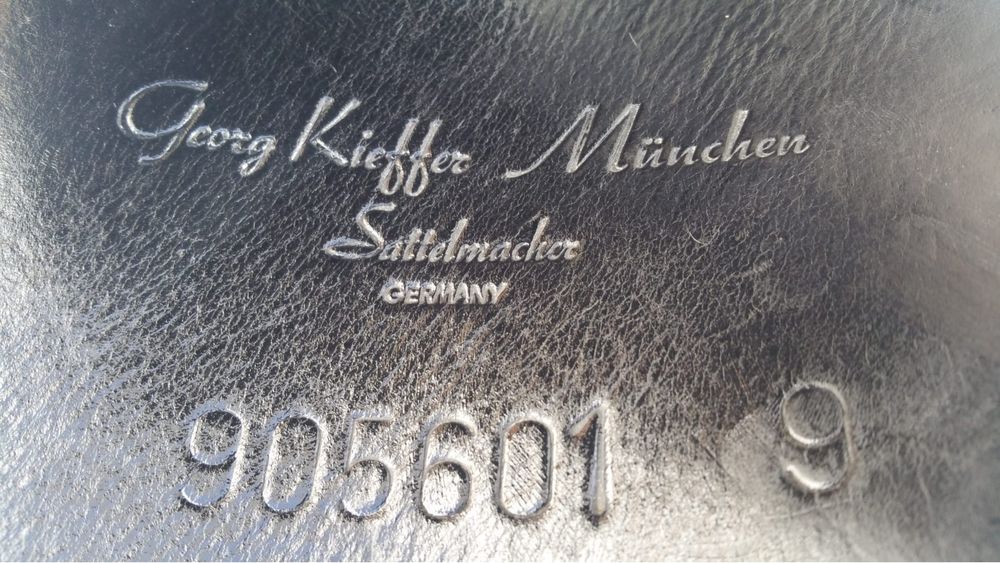 Georg Kieffer München
Sattelmacher
GERMANY
905601 9